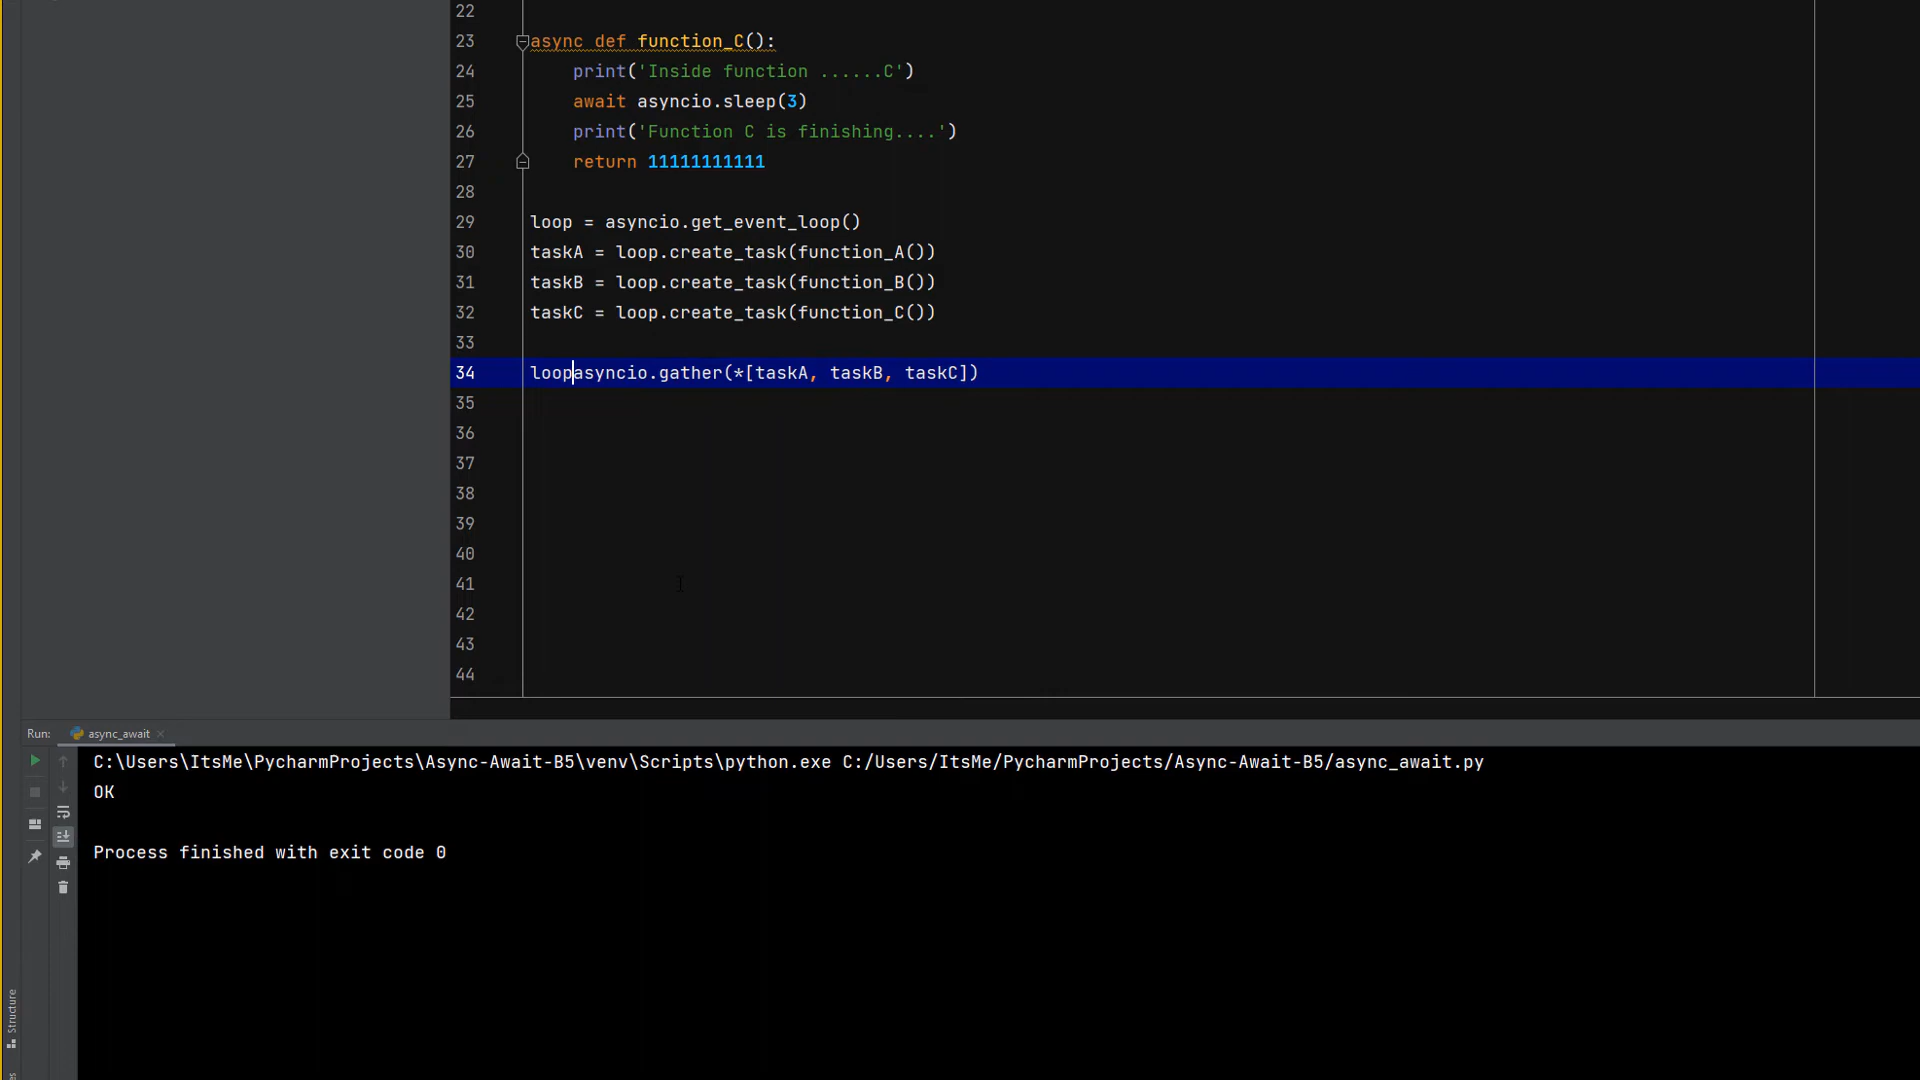 22
23 async def function_C():
24 print('Inside function ......C')
25 await asyncio.sleep(3)
26 print('Function C is finishing....')
27 return 11111111111
28
29 loop = asyncio.get_event_loop()
30 taskA = loop.create_task(function_A())
31 taskB = loop.create_task(function_B())
32 taskC = loop.create_task(function_C())
33
34 loopasyncio.gather(*[taskA, taskB, taskC])
35
36
37
38
39
40
41
42
43
44
Run: async_await
C:\Users\ItsMe\PycharmProjects\Async-Await-B5\venv\Scripts\python.exe C:/Users/ItsMe/PycharmProjects/Async-Await-B5/async_await.py
OK
Process finished with exit code 0
Structure